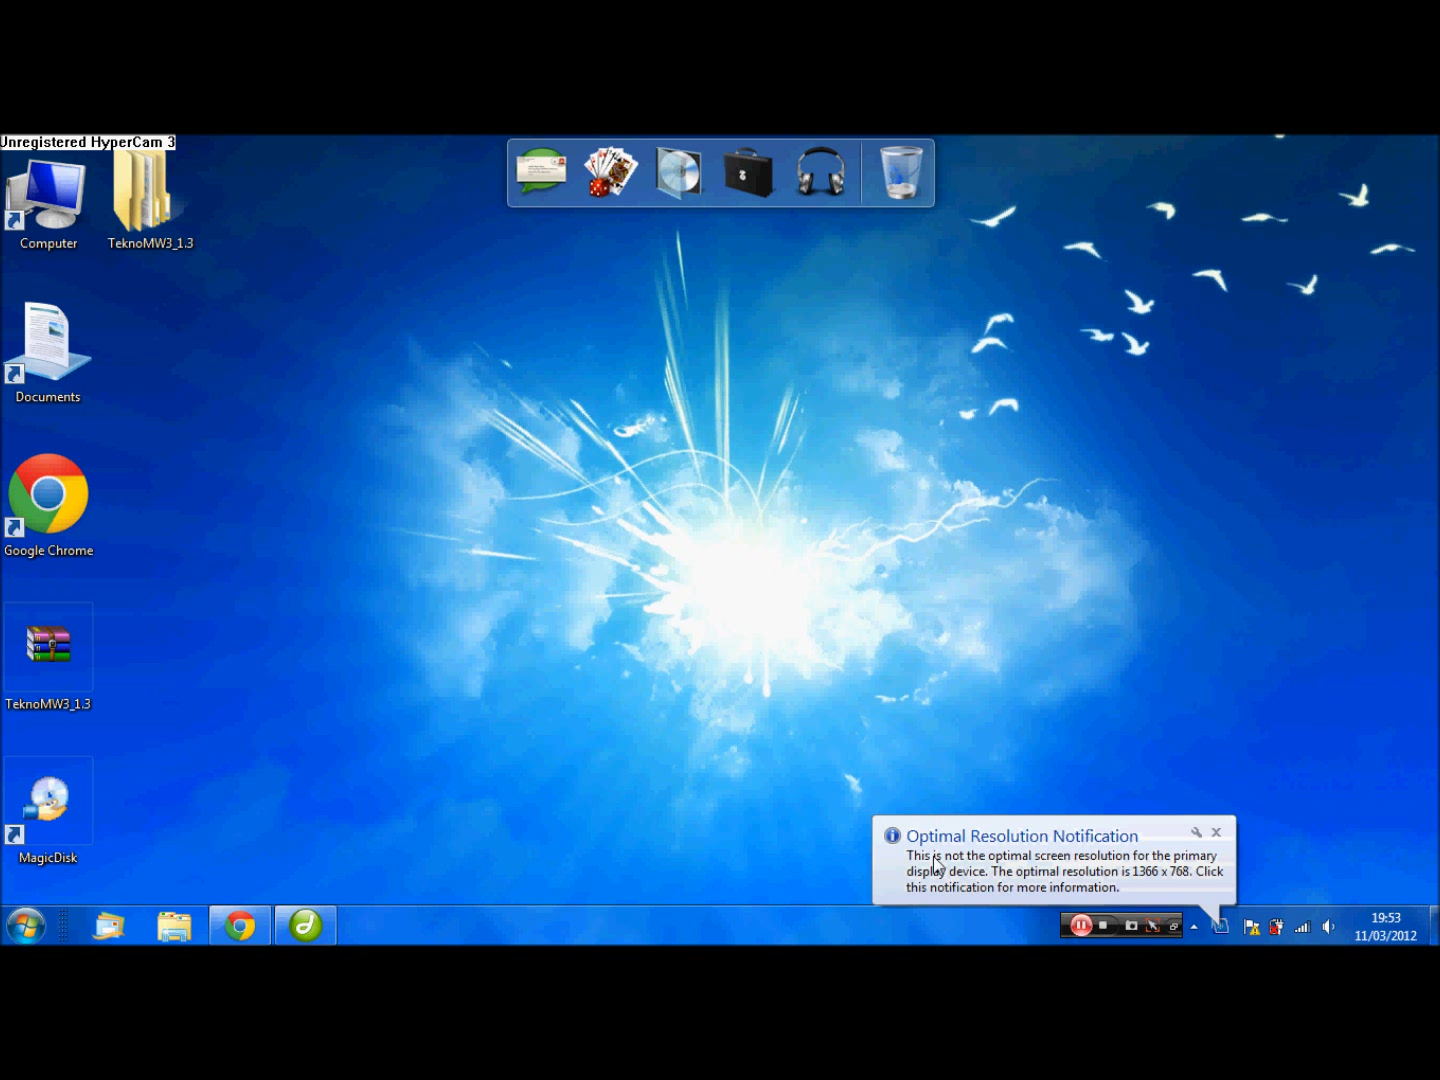 Unregistered HyperCam 3
Computer
TeknoMW3_1.3
Documents
Google Chrome
TeknoMW3_1.3
MagicDisk
Optimal Resolution Notification
This is not the optimal screen resolution for the primary
display device. The optimal resolution is 1366 x 768. Click
this notification for more information.
19:53
11/03/2012